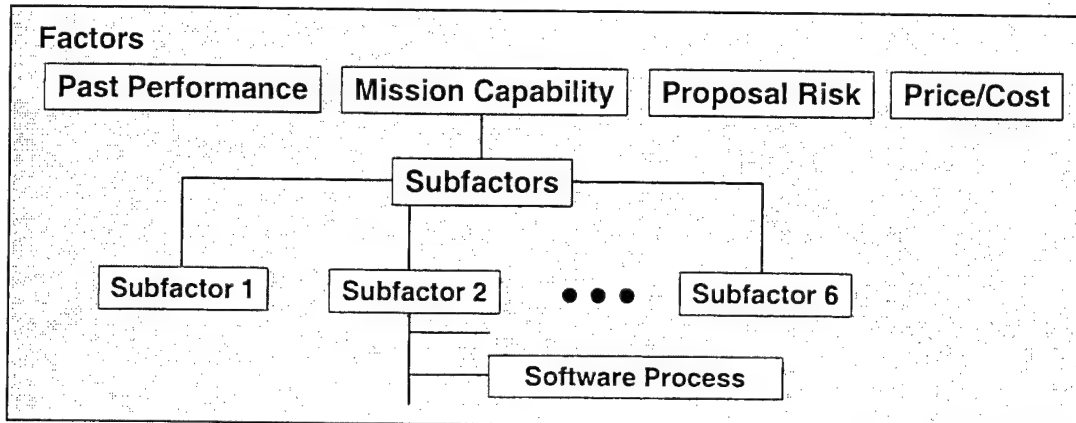 Factors
Past Performance Mission Capability Proposal Risk Price/Cost
Subfactors
Subfactor 1 Subfactor 2 ● ● ● Subfactor 6
Software Process